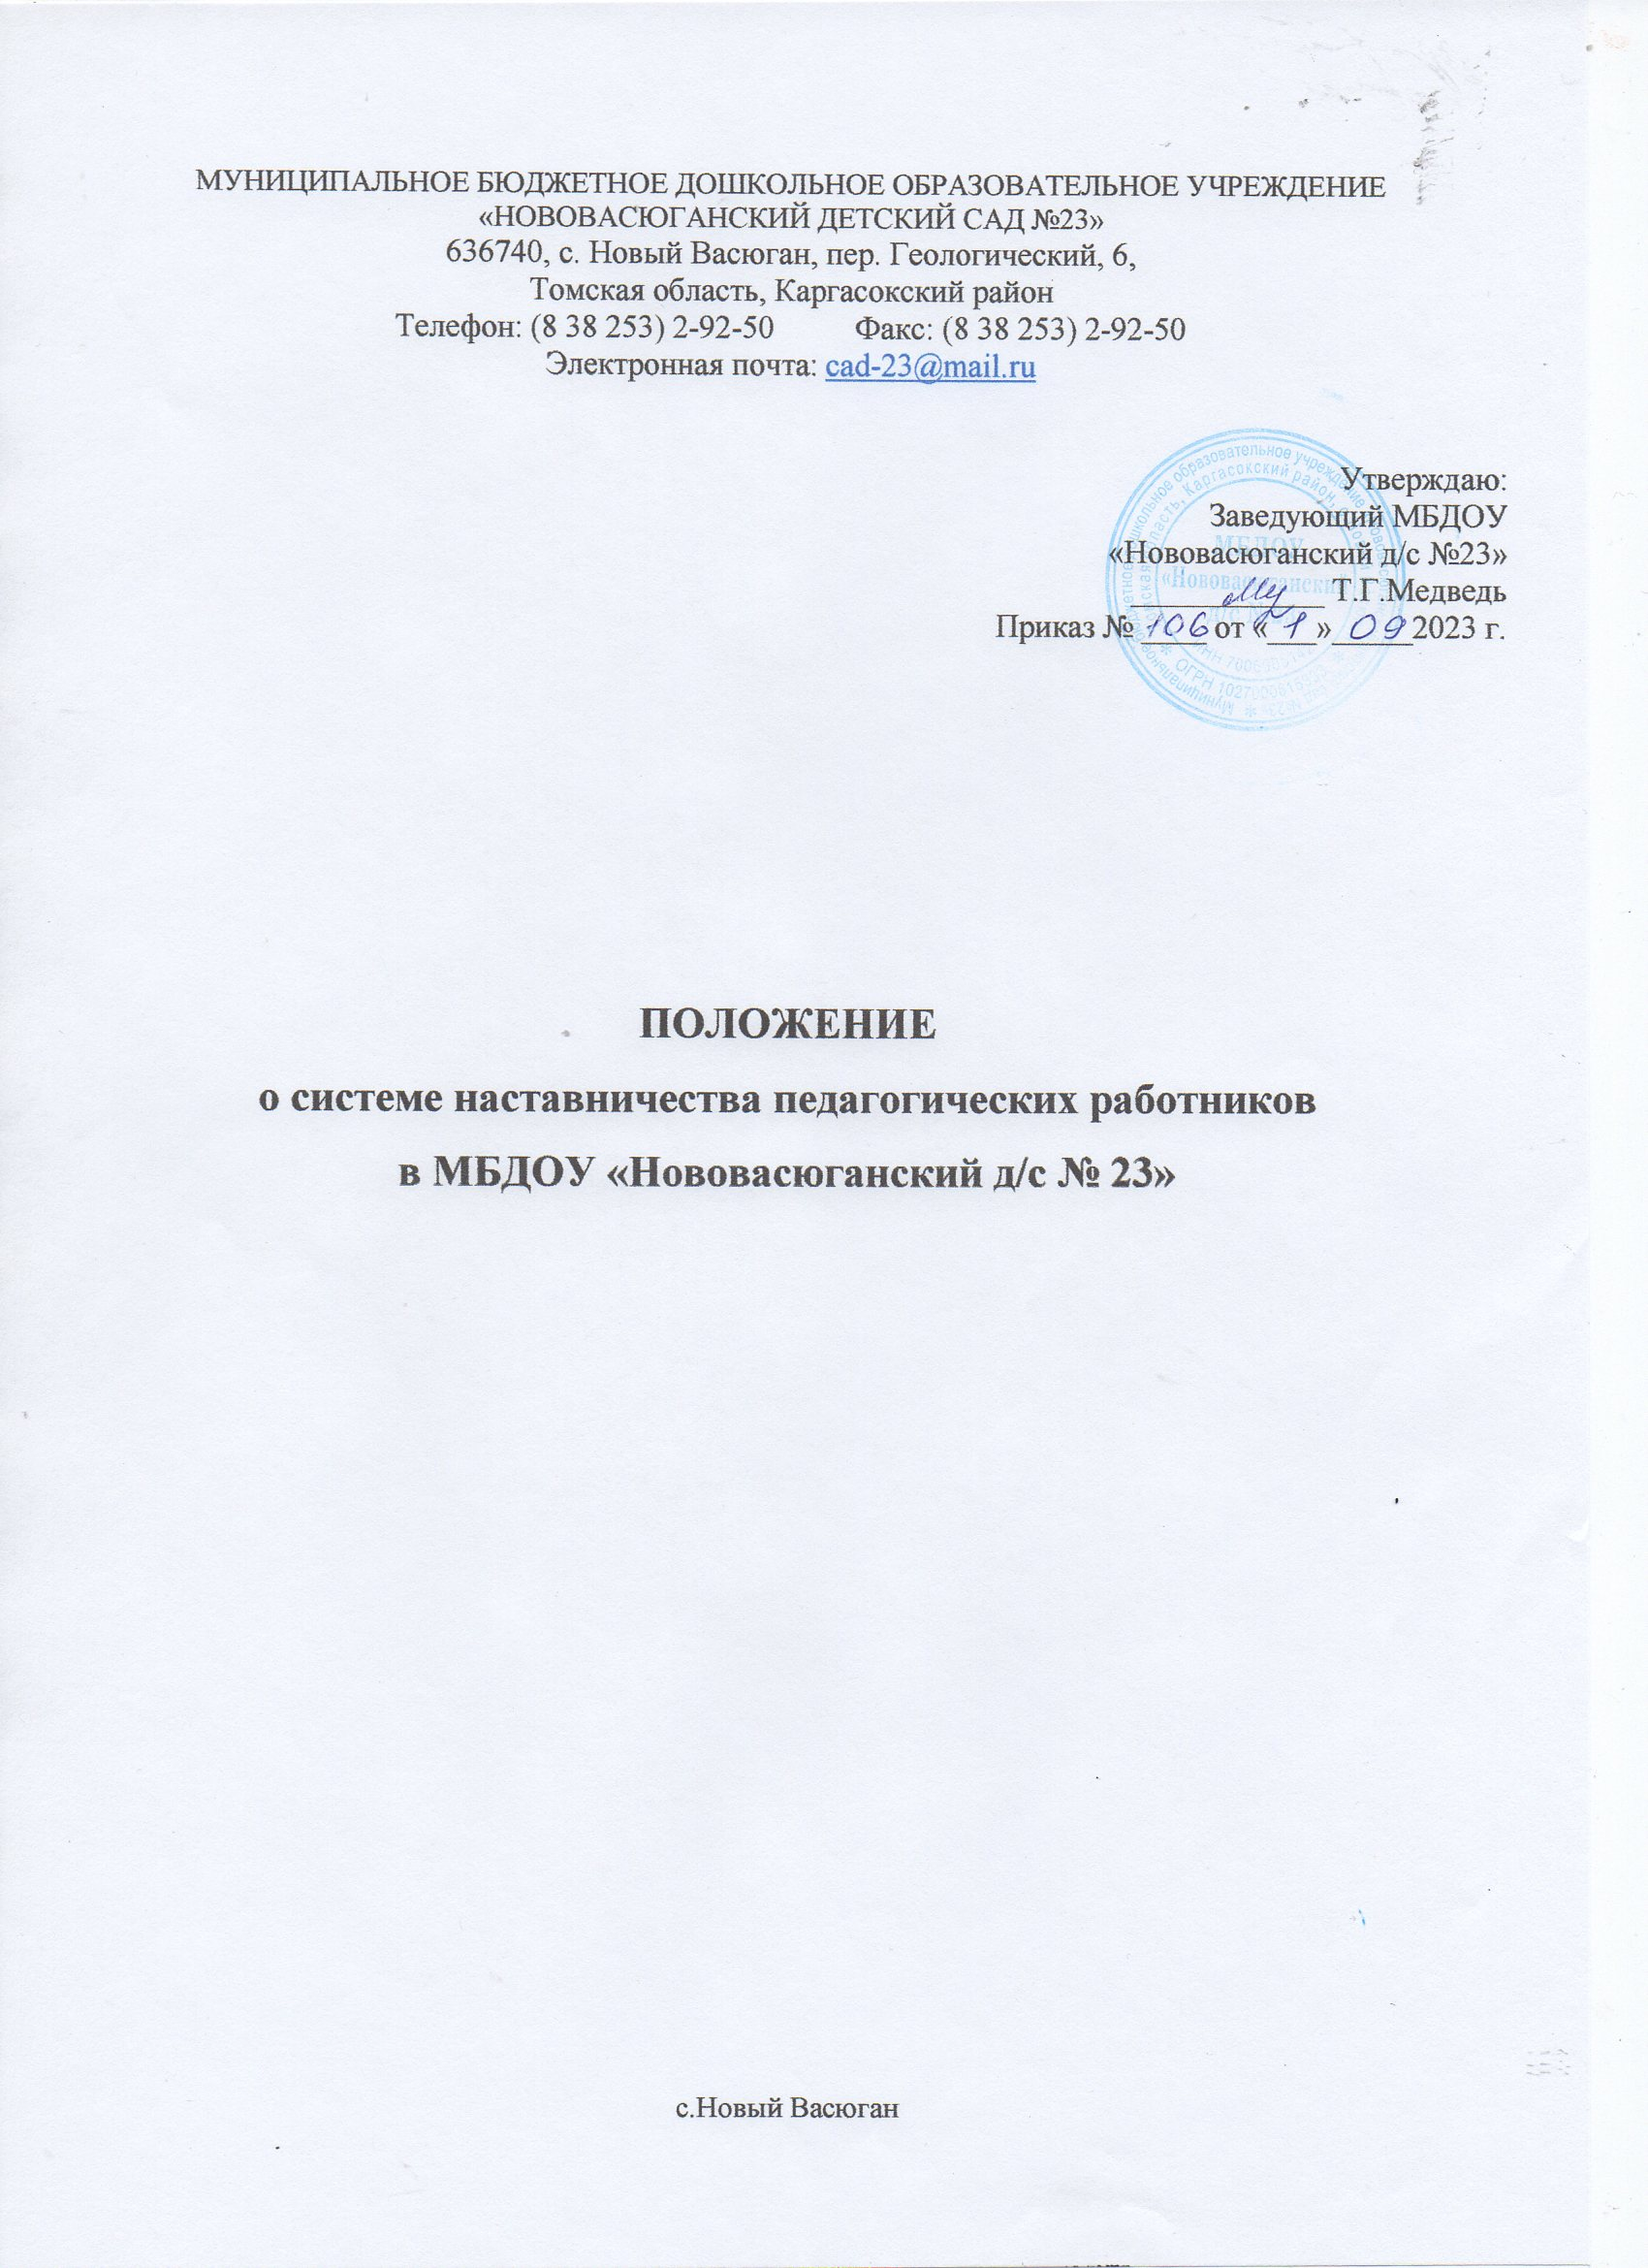 МУНИЦИПАЛЬНОЕ БЮДЖЕТНОЕ ДОШКОЛЬНОЕ ОБРАЗОВАТЕЛЬНОЕ УЧРЕЖДЕНИЕ
«НОВОВАСЮГАНСКИЙ ДЕТСКИЙ САД №23»
636740, с. Новый Васюган, пер. Геологический, 6,
Томская область, Каргасокский район
Телефон: (8 38 253) 2-92-50 Факс: (8 38 253) 2-92-50
Электронная почта: cad-23@mail.ru
Утверждаю:
Заведующий МБДОУ
«Нововасюганский д/с №23»
Т.Г.Медведь
Приказ № 106 от «1» 09 2023 г.
МБДОУ
«Нововасюганский
ПОЛОЖЕНИЕ
о системе наставничества педагогических работников
в МБДОУ «Нововасюганский д/с № 23»
с.Новый Васюган